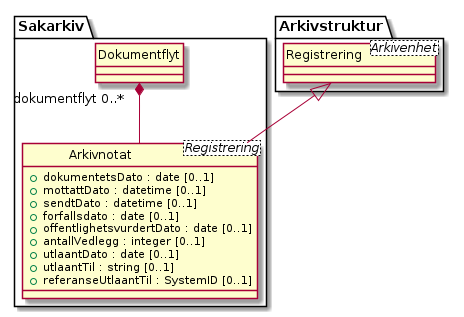 Sakarkiv
Arkivstruktur
Dokumentflyt
Registrering
Arkivenhet
dokumentflyt 0..*
Arkivnotat
Registrering
dokumentetsDato : date [0..1]
mottattDato : datetime [0..1]
sendtDato : datetime [0..1]
forfallsdato : date [0..1]
offentlighetsvurdertDato : date [0..1]
antallVedlegg : integer [0..1]
utlaantDato : date [0..1]
utlaantTil : string [0..1]
referanseUtlaantTil : SystemID [0..1]